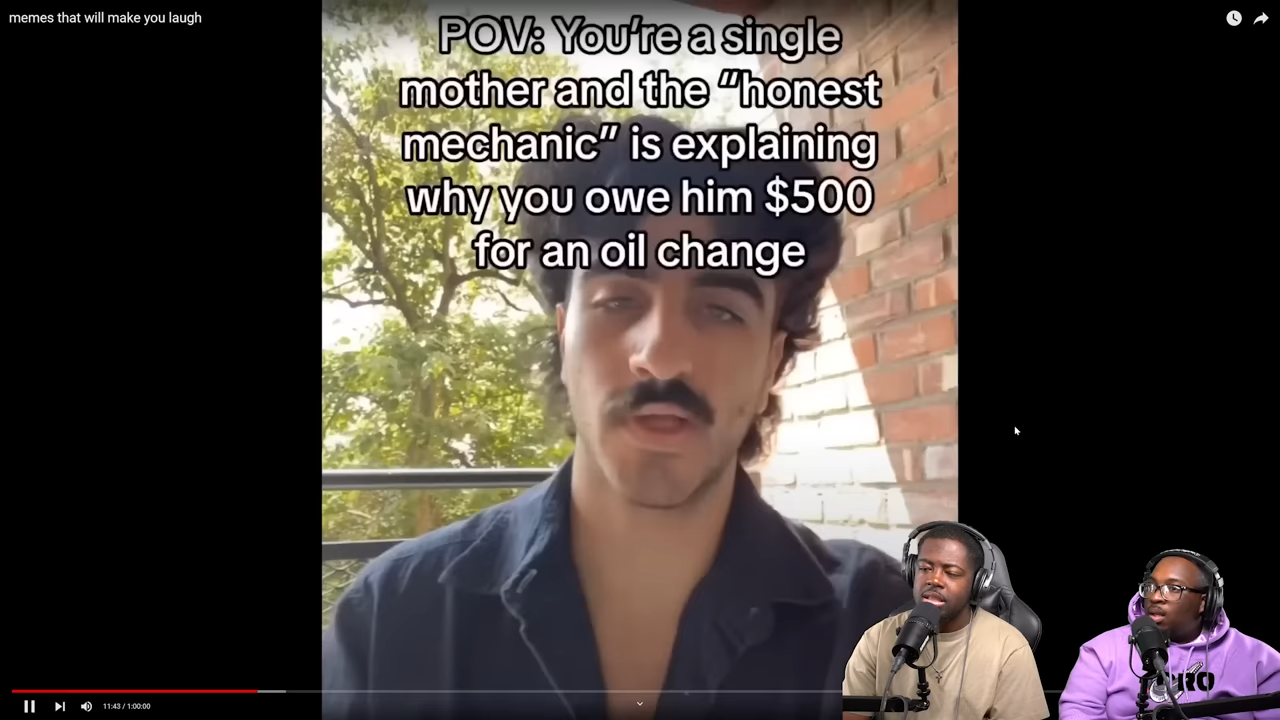 memes that will make you laugh
POV: You're a single
mother and the "honest
mechanic" is explaining
why you owe him $500
for an oil change
11:43 / 1:00:00